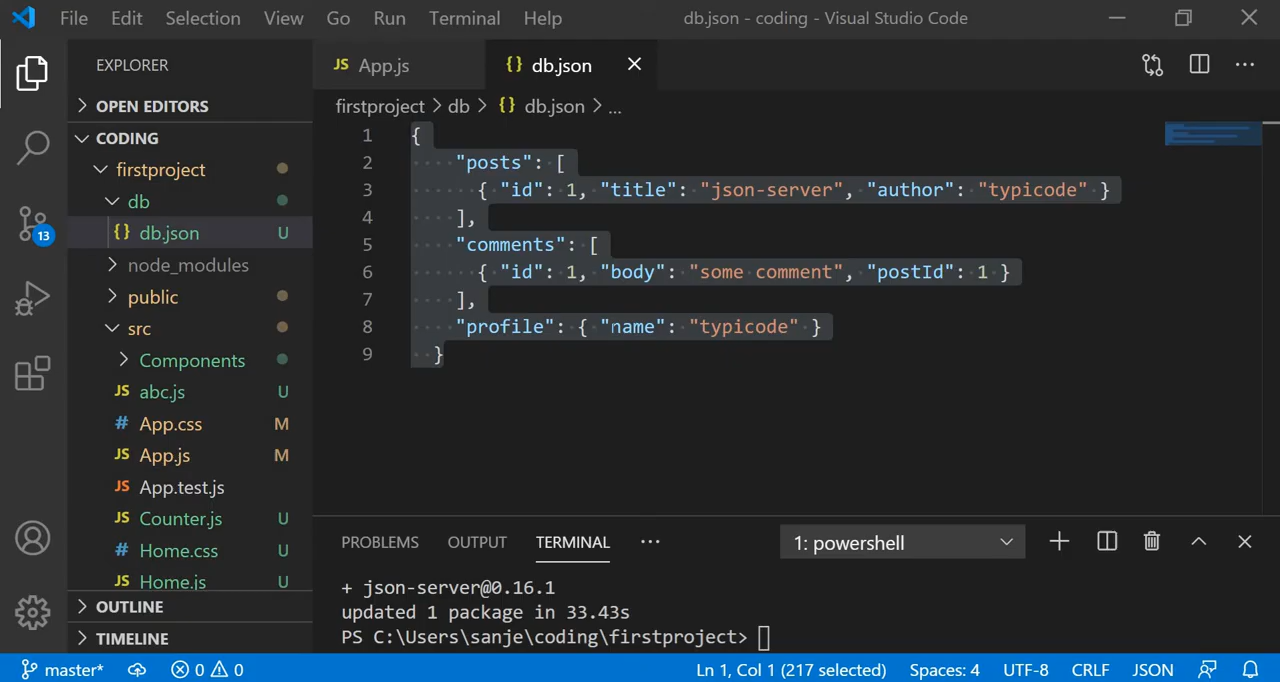 File Edit Selection View Go Run Terminal Help db.json - coding - Visual Studio Code
EXPLORER
OPEN EDITORS
CODING
firstproject
db
db.json U
node_modules
public
src
Components
abc.js U
App.css M
App.js M
App.test.js
Counter.js U
Home.css U
Home.js U
OUTLINE
TIMELINE
13
JS App.js {} db.json
firstproject > db > {} db.json > ...
1 {
2 "posts": [
3 { "id": 1, "title": "json-server", "author": "typicode" }
4 ],
5 "comments": [
6 { "id": 1, "body": "some comment", "postId": 1 }
7 ],
8 "profile": { "name": "typicode" }
9 }
PROBLEMS OUTPUT TERMINAL ... 1: powershell
+ json-server@0.16.1
updated 1 package in 33.43s
PS C:\Users\sanje\coding\firstproject>
master* 0 0 Ln 1, Col 1 (217 selected) Spaces: 4 UTF-8 CRLF JSON